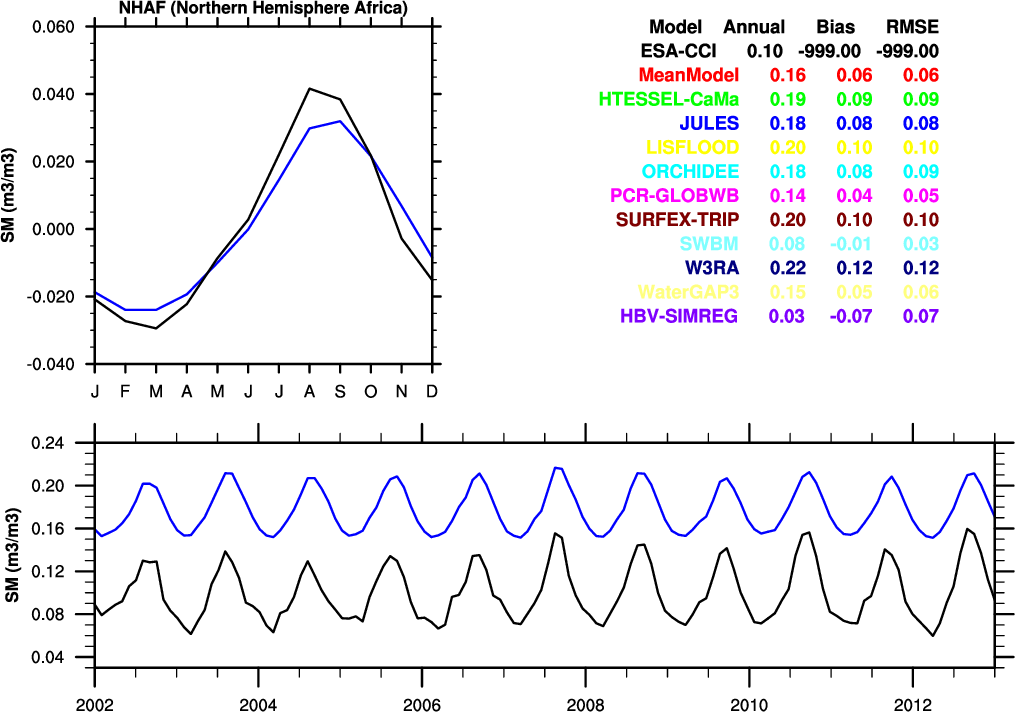 NHAF (Northern Hemisphere Africa)
0.060
0.040
0.020
0.000
-0.020
-0.040
SM (m3/m3)
J F M A M J J A S O N D
Model Annual Bias RMSE
ESA-CCI 0.10 -999.00 -999.00
MeanModel 0.16 0.06 0.06
HTESSEL-CaMa 0.19 0.09 0.09
JULES 0.18 0.08 0.08
LISFLOOD 0.20 0.10 0.10
ORCHIDEE 0.18 0.08 0.09
PCR-GLOBWB 0.14 0.04 0.05
SURFEX-TRIP 0.20 0.10 0.10
SWBM 0.08 -0.01 0.03
W3RA 0.22 0.12 0.12
WaterGAP3 0.15 0.05 0.06
HBV-SIMREG 0.03 -0.07 0.07
0.24
0.20
0.16
0.12
0.08
0.04
SM (m3/m3)
2002 2004 2006 2008 2010 2012